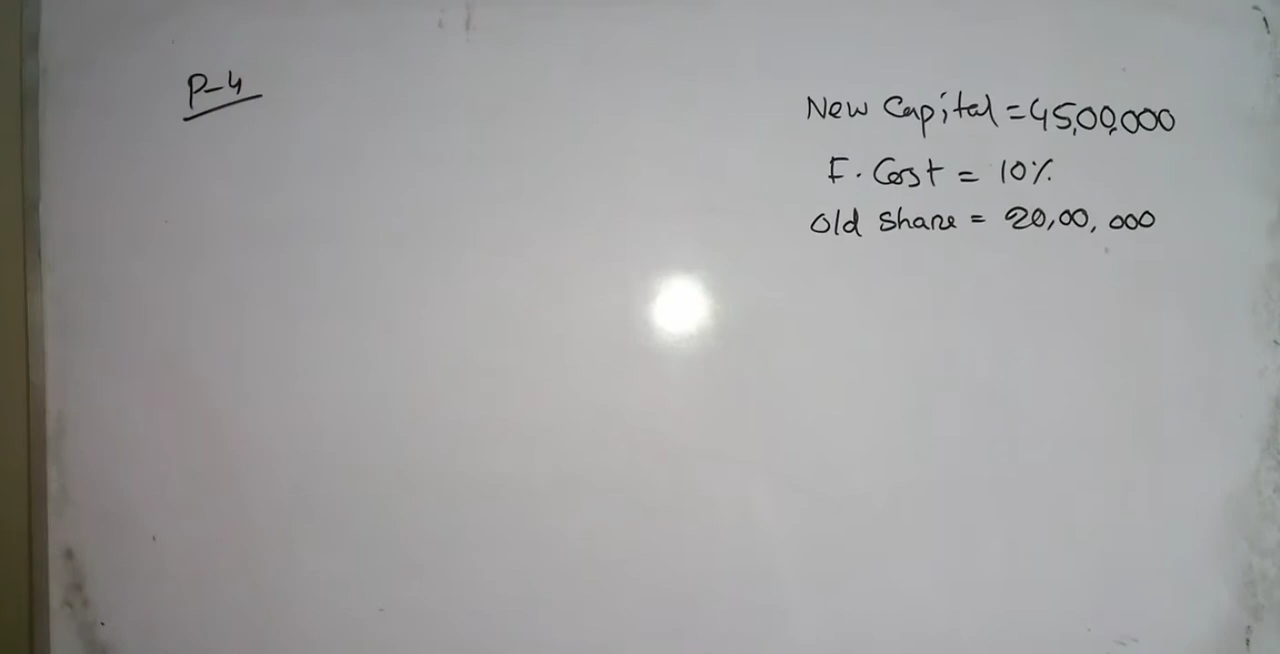 P-4
New Capital = 45,00,000
F. Cost = 10%
Old Share = 20,00,000